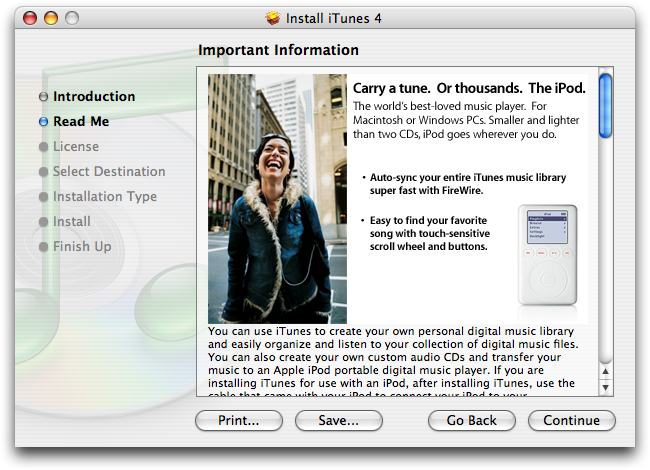 Install iTunes 4
Important Information
Introduction
Read Me
License
Select Destination
Installation Type
Install
Finish Up
Carry a tune. Or thousands. The iPod.
The world's best-loved music player. For
Macintosh or Windows PCs. Smaller and lighter
than two CDs, iPod goes wherever you do.
• Auto-sync your entire iTunes music library
super fast with FireWire.
• Easy to find your favorite
song with touch-sensitive
scroll wheel and buttons.
iPod
You can use iTunes to create your own personal digital music library
and easily organize and listen to your collection of digital music files.
You can also create your own custom audio CDs and transfer your
music to an Apple iPod portable digital music player. If you are
installing iTunes for use with an iPod, after installing iTunes, use the
cable that came with your iPod to connect your iPod to your
Print...
Save...
Go Back
Continue